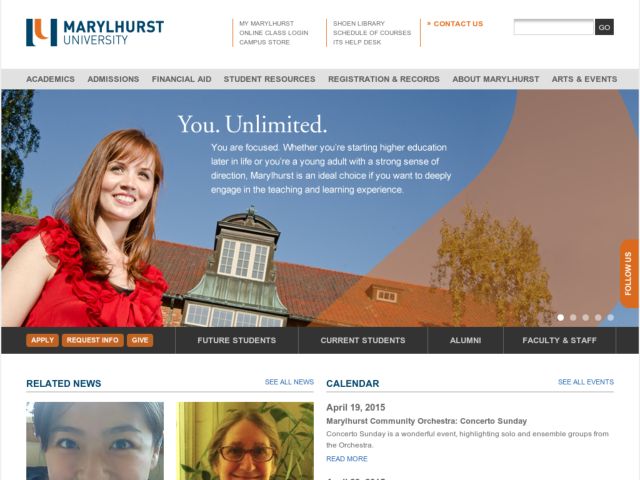 MARYLHURST
UNIVERSITY
MY MARYLHURST
ONLINE CLASS LOGIN
CAMPUS STORE
SHOEN LIBRARY
SCHEDULE OF COURSES
ITS HELP DESK
» CONTACT US
GO
ACADEMICS ADMISSIONS FINANCIAL AID STUDENT RESOURCES REGISTRATION & RECORDS ABOUT MARYLHURST ARTS & EVENTS
You. Unlimited.
You are focused. Whether you're starting higher education
later in life or you're a young adult with a strong sense of
direction, Marylhurst is an ideal choice if you want to deeply
engage in the teaching and learning experience.
FOLLOW US
APPLY REQUEST INFO GIVE FUTURE STUDENTS CURRENT STUDENTS ALUMNI FACULTY & STAFF
RELATED NEWS SEE ALL NEWS
CALENDAR SEE ALL EVENTS
April 19, 2015
Marylhurst Community Orchestra: Concerto Sunday
Concerto Sunday is a wonderful event, highlighting solo and ensemble groups from
the Orchestra.
READ MORE